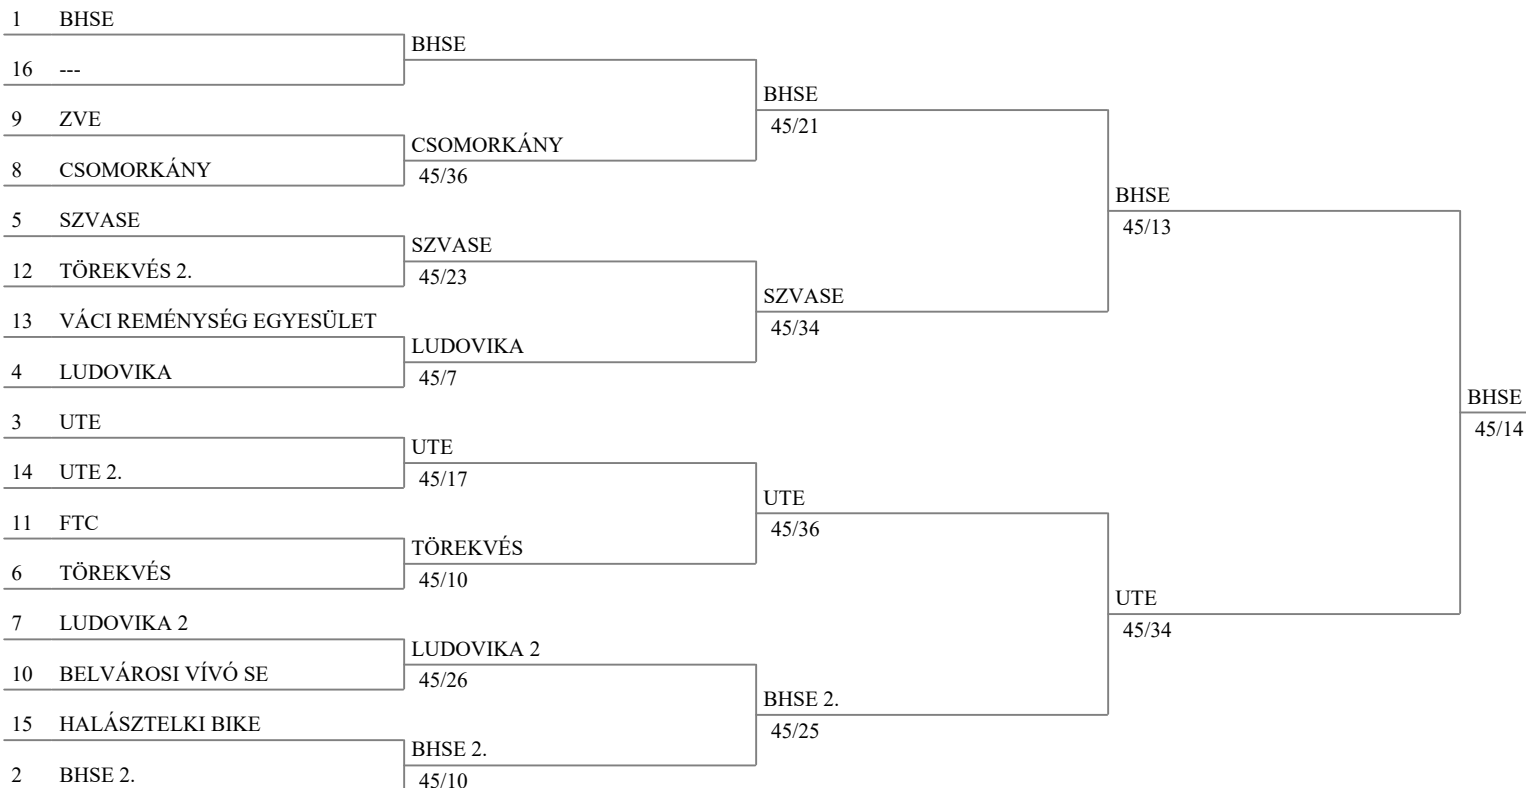 1 BHSE
BHSE
16 ---
BHSE
45/21
9 ZVE
CSOMORKÁNY
45/36
8 CSOMORKÁNY
BHSE
45/13
5 SZVASE
SZVASE
45/23
12 TÖREKVÉS 2.
SZVASE
45/34
13 VÁCI REMÉNYSÉG EGYESÜLET
LUDOVIKA
45/7
4 LUDOVIKA
BHSE
45/14
3 UTE
UTE
45/17
14 UTE 2.
UTE
45/36
11 FTC
TÖREKVÉS
45/10
6 TÖREKVÉS
UTE
45/34
7 LUDOVIKA 2
LUDOVIKA 2
45/26
10 BELVÁROSI VÍVÓ SE
BHSE 2.
45/25
15 HALÁSZTELKI BIKE
BHSE 2.
45/10
2 BHSE 2.